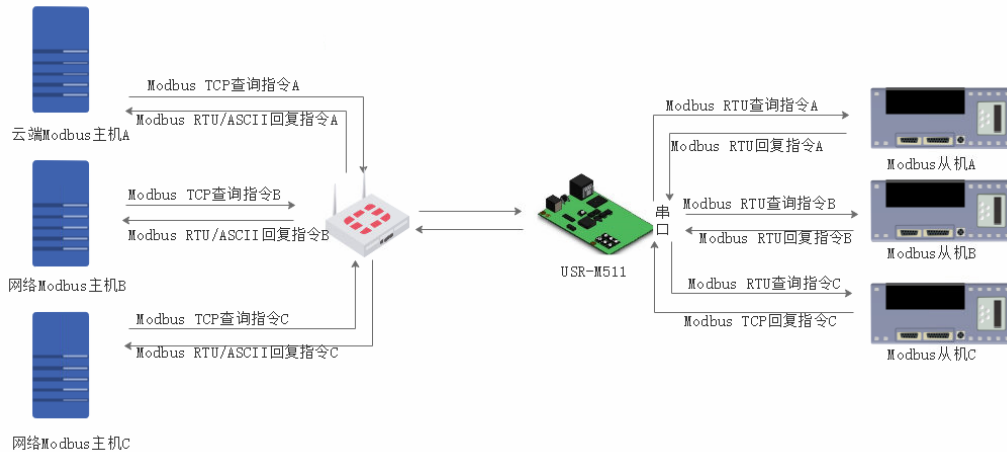 Modbus TCP查询指令A
Modbus RTU/ASCII回复指令A
云端Modbus主机A
Modbus TCP查询指令B
Modbus RTU/ASCII回复指令B
网络Modbus主机B
Modbus TCP查询指令C
Modbus RTU/ASCII回复指令C
网络Modbus主机C
USR-M511
串口
Modbus RTU查询指令A
Modbus RTU回复指令A
Modbus从机A
Modbus RTU查询指令B
Modbus RTU回复指令B
Modbus从机B
Modbus RTU查询指令C
Modbus TCP回复指令C
Modbus从机C